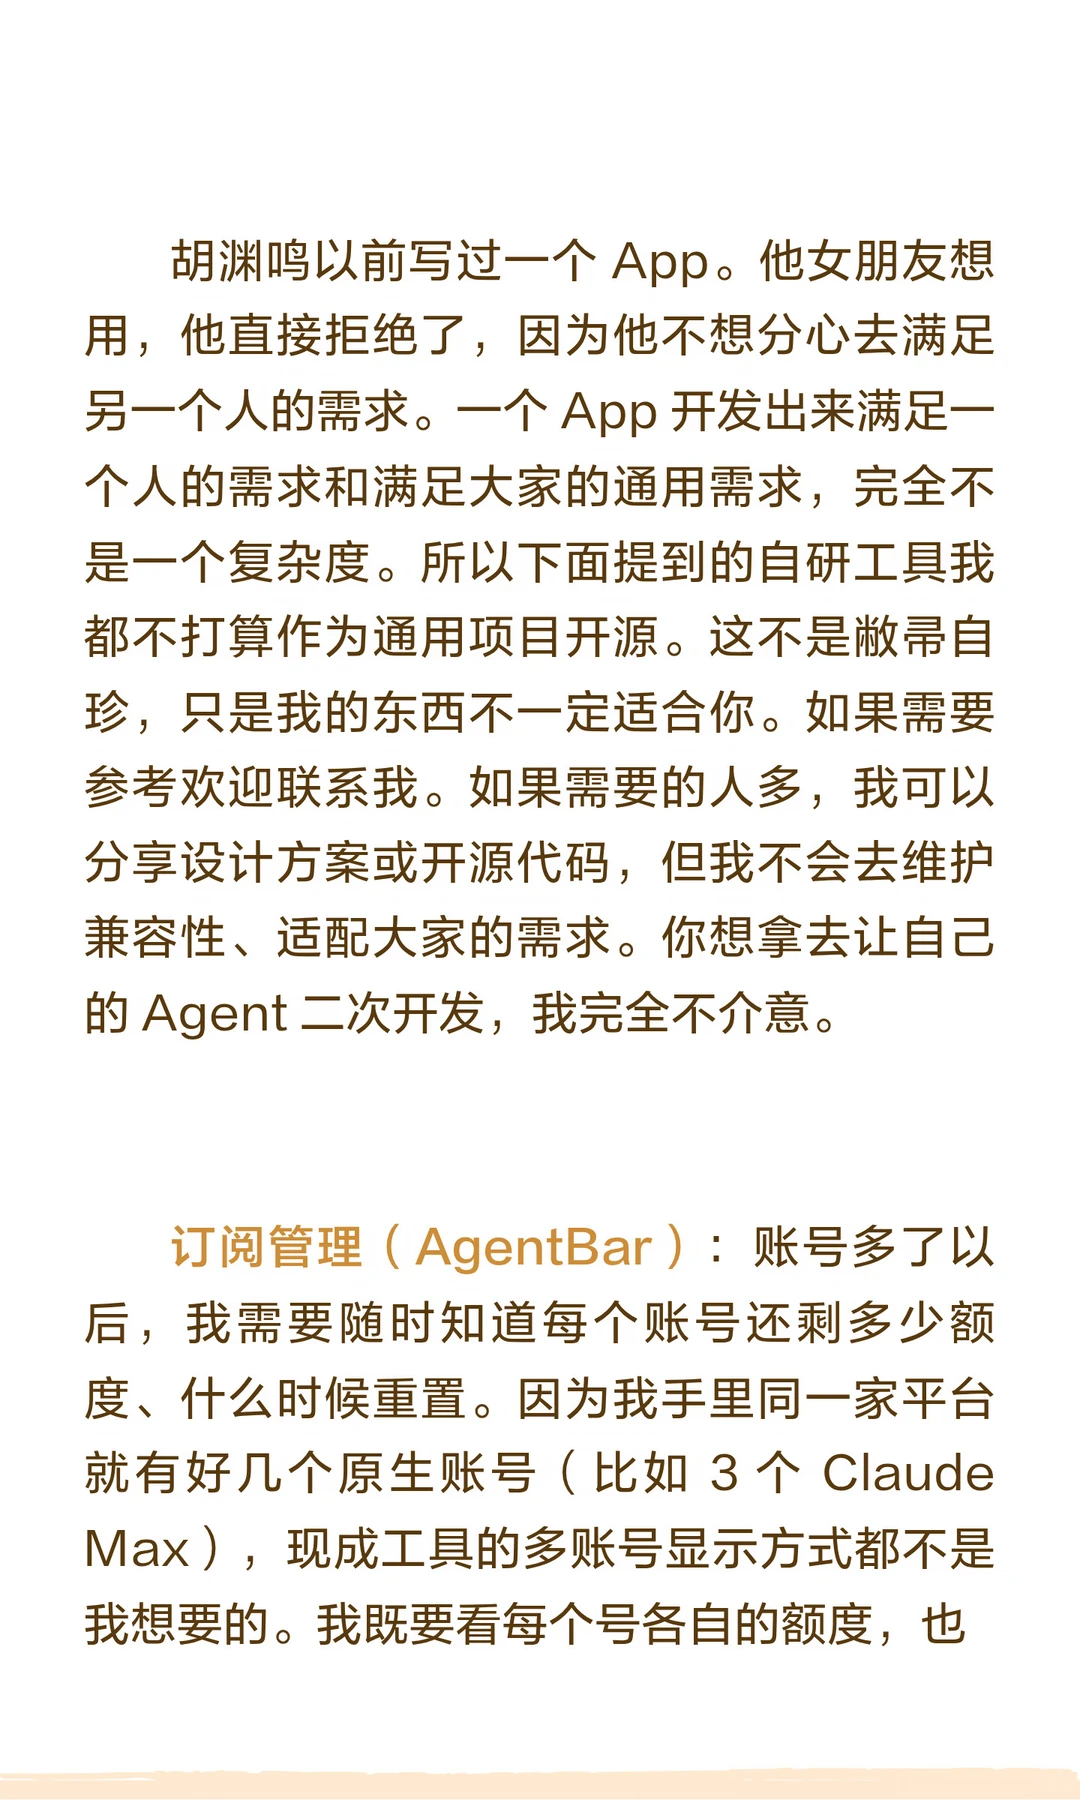 胡渊鸣以前写过一个 App。他女朋友想
用，他直接拒绝了，因为他不想分心去满足
另一个人的需求。一个 App 开发出来满足一
个人的需求和满足大家的通用需求，完全不
是一个复杂度。所以下面提到的自研工具我
都不打算作为通用项目开源。这不是敝帚自
珍，只是我的东西不一定适合你。如果需要
参考欢迎联系我。如果需要的人多，我可以
分享设计方案或开源代码，但我不会去维护
兼容性、适配大家的需求。你想拿去让自己
的 Agent 二次开发，我完全不介意。
订阅管理（AgentBar）：账号多了以
后，我需要随时知道每个账号还剩多少额
度、什么时候重置。因为我手里同一家平台
就有好几个原生账号（比如 3 个 Claude
Max），现成工具的多账号显示方式都不是
我想要的。我既要看每个号各自的额度，也